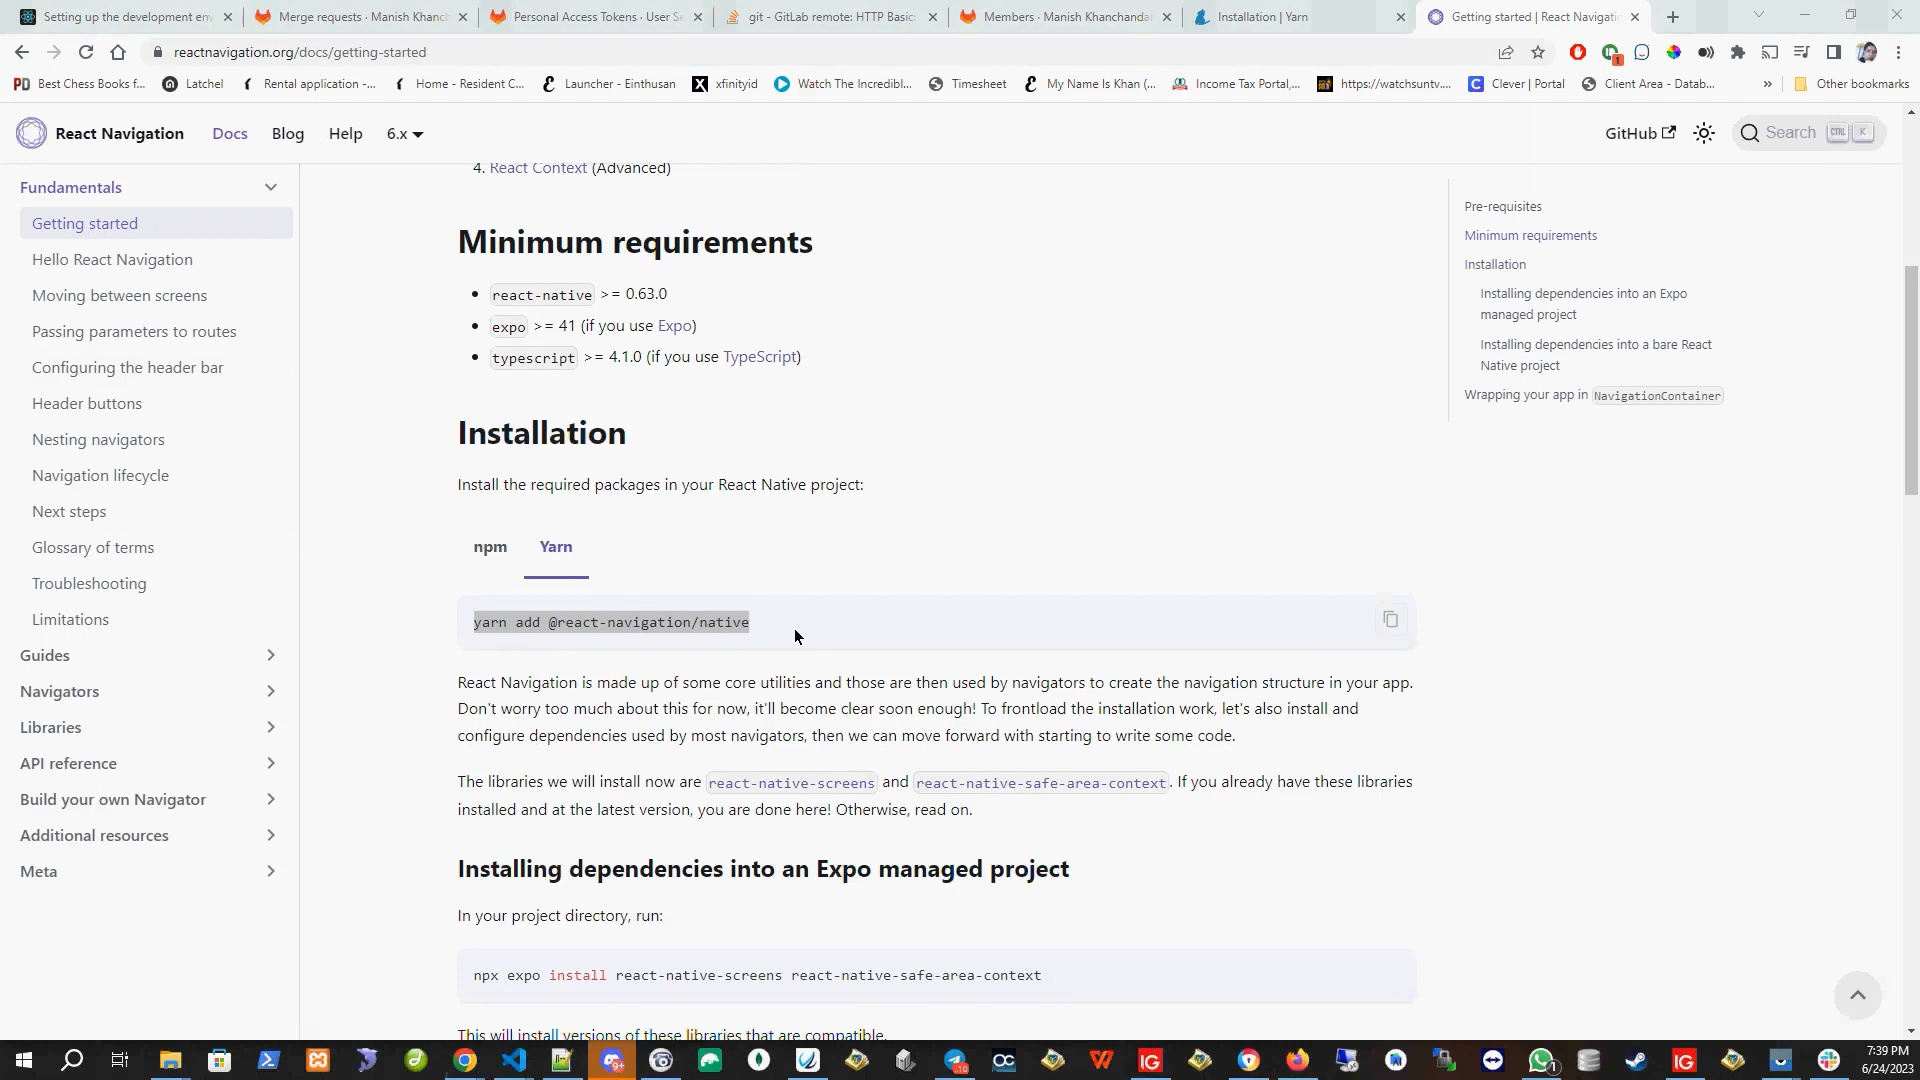 Setting up the development env
Merge requests · Manish Khanch
Personal Access Tokens · User Se
git - GitLab remote: HTTP Basic:
Members · Manish Khanchandan
Installation | Yarn
Getting started | React Navigatio
reactnavigation.org/docs/getting-started
Best Chess Books f...
Latchel
Rental application -...
Home - Resident C...
Launcher - Einthusan
xfinityid
Watch The Incredibl...
Timesheet
My Name Is Khan (...
Income Tax Portal,...
https://watchsuntv....
Clever | Portal
Client Area - Datab...
Other bookmarks
React Navigation
Docs
Blog
Help
6.x
GitHub
Search
CTRL
K
Fundamentals
Getting started
Hello React Navigation
Moving between screens
Passing parameters to routes
Configuring the header bar
Header buttons
Nesting navigators
Navigation lifecycle
Next steps
Glossary of terms
Troubleshooting
Limitations
Guides
Navigators
Libraries
API reference
Build your own Navigator
Additional resources
Meta
4. React Context (Advanced)
Minimum requirements
• react-native >= 0.63.0
• expo >= 41 (if you use Expo)
• typescript >= 4.1.0 (if you use TypeScript)
Installation
Install the required packages in your React Native project:
npm
Yarn
yarn add @react-navigation/native
React Navigation is made up of some core utilities and those are then used by navigators to create the navigation structure in your app.
Don't worry too much about this for now, it'll become clear soon enough! To frontload the installation work, let's also install and
configure dependencies used by most navigators, then we can move forward with starting to write some code.
The libraries we will install now are react-native-screens and react-native-safe-area-context. If you already have these libraries
installed and at the latest version, you are done here! Otherwise, read on.
Installing dependencies into an Expo managed project
In your project directory, run:
npx expo install react-native-screens react-native-safe-area-context
This will install versions of these libraries that are compatible.
Pre-requisites
Minimum requirements
Installation
Installing dependencies into an Expo
managed project
Installing dependencies into a bare React
Native project
Wrapping your app in NavigationContainer
7:39 PM
6/24/2023